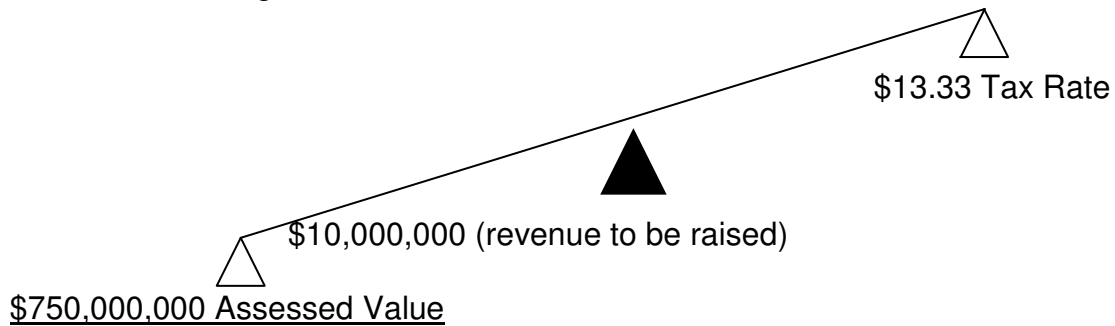 $13.33 Tax Rate
$10,000,000 (revenue to be raised)
$750,000,000 Assessed Value